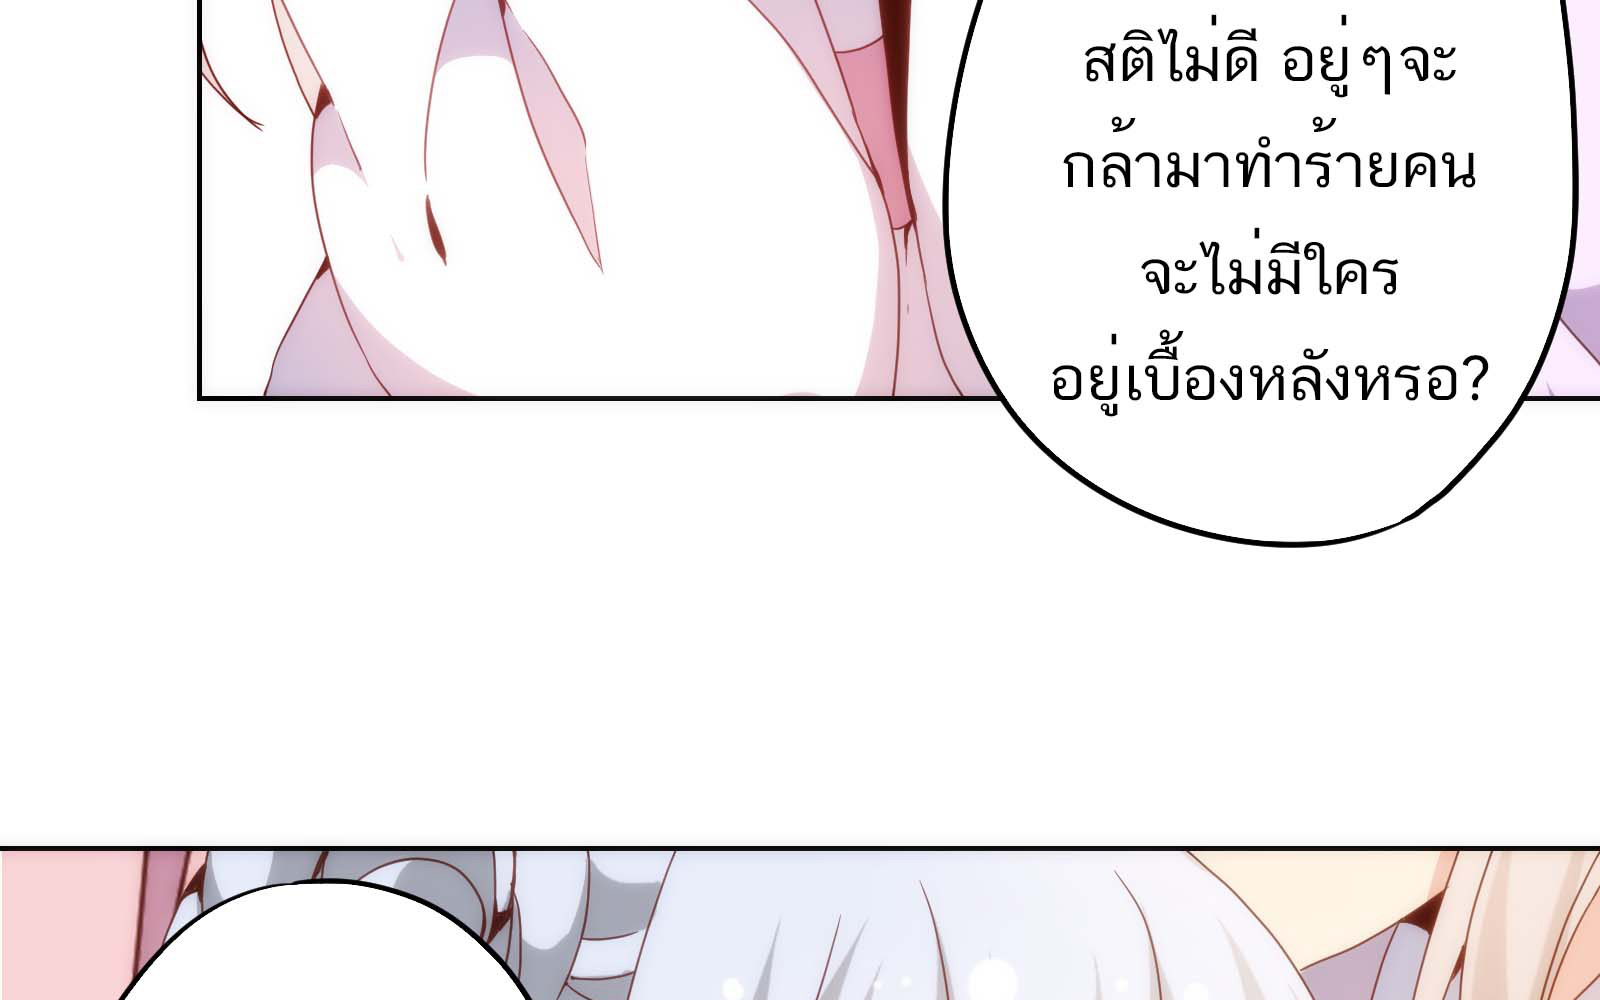 สติไม่ดี อยู่ๆจะ
กล้ามาทำร้ายคน
จะไม่มีใคร
อยู่เบื้องหลังหรอ?